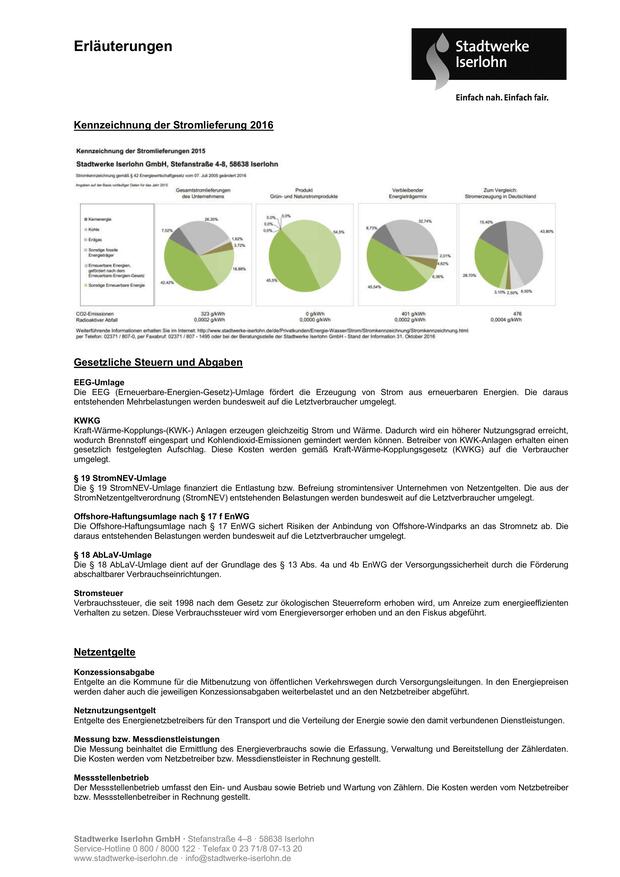 Erläuterungen
Stadtwerke
Iserlohn
Einfach nah. Einfach fair.
Kennzeichnung der Stromlieferung 2016
Kennzeichnung der Stromlieferungen 2015
Stadtwerke Iserlohn GmbH, Stefanstraße 4-8, 58638 Iserlohn
Stromkennzeichnung gemäß § 42 Energiewirtschaftsgesetz vom 07. Juli 2005 geändert 2016
Angaben auf der Basis vorläufiger Daten für das Jahr 2015
Gesamtstromlieferungen
des Unternehmens
Produkt
Grün- und Naturstromprodukte
Verbleibender
Energieträgermix
Zum Vergleich:
Stromerzeugung in Deutschland
Kernenergie
Kohle
Erdgas
Sonstige fossile
Energieträger
Erneuerbare Energien,
gefördert nach dem
Erneuerbare-Energien-Gesetz
Sonstige Erneuerbare Energie
7,02%
26,20%
1,62%
3,72%
42,43%
0,0%
0,0%
0,0%
54,5%
45,5%
8,73%
32,74%
2,01%
4,62%
45,54%
15,40%
43,80%
28,70%
3,10%
CO2-Emissionen
Radioaktiver Abfall
323 g/kWh
0,0002 g/kWh
0 g/kWh
0,0000 g/kWh
401 g/kWh
0,0002 g/kWh
476
0,0004 g/kWh
Weiterführende Informationen erhalten Sie im Internet: http://www.stadtwerke-iserlohn.de/de/Privatkunden/Energie-Wasser/Strom/Stromkennzeichnung/Stromkennzeichnung.html
per Telefon: 02371 / 807-0, per Faxabruf: 02371 / 807 - 1495 oder bei der Beratungsstelle der Stadtwerke Iserlohn GmbH - Stand der Information 31. Oktober 2016
Gesetzliche Steuern und Abgaben
EEG-Umlage
Die EEG (Erneuerbare-Energien-Gesetz)-Umlage fördert die Erzeugung von Strom aus erneuerbaren Energien. Die daraus
entstehenden Mehrbelastungen werden bundesweit auf die Letztverbraucher umgelegt.
KWKG
Kraft-Wärme-Kopplungs-(KWK-) Anlagen erzeugen gleichzeitig Strom und Wärme. Dadurch wird ein höherer Nutzungsgrad erreicht,
wodurch Brennstoff eingespart und Kohlendioxid-Emissionen gemindert werden können. Betreiber von KWK-Anlagen erhalten einen
gesetzlich festgelegten Aufschlag. Diese Kosten werden gemäß Kraft-Wärme-Kopplungsgesetz (KWKG) auf die Verbraucher
umgelegt.
§ 19 StromNEV-Umlage
Die § 19 StromNEV-Umlage finanziert die Entlastung bzw. Befreiung stromintensiver Unternehmen von Netzentgelten. Die aus der
StromNetzentgeltverordnung (StromNEV) entstehenden Belastungen werden bundesweit auf die Letztverbraucher umgelegt.
Offshore-Haftungsumlage nach § 17 f EnWG
Die Offshore-Haftungsumlage nach § 17 EnWG sichert Risiken der Anbindung von Offshore-Windparks an das Stromnetz ab. Die
daraus entstehenden Belastungen werden bundesweit auf die Letztverbraucher umgelegt.
§ 18 AbLaV-Umlage
Die § 18 AbLaV-Umlage dient auf der Grundlage des § 13 Abs. 4a und 4b EnWG der Versorgungssicherheit durch die Förderung
abschaltbarer Verbrauchseinrichtungen.
Stromsteuer
Verbrauchssteuer, die seit 1998 nach dem Gesetz zur ökologischen Steuerreform erhoben wird, um Anreize zum energieeffizienten
Verhalten zu setzen. Diese Verbrauchssteuer wird vom Energieversorger erhoben und an den Fiskus abgeführt.
Netzentgelte
Konzessionsabgabe
Entgelte an die Kommune für die Mitbenutzung von öffentlichen Verkehrswegen durch Versorgungsleitungen. In den Energiepreisen
werden daher auch die jeweiligen Konzessionsabgaben weiterbelastet und an den Netzbetreiber abgeführt.
Netznutzungsentgelt
Entgelte des Energienetzbetreibers für den Transport und die Verteilung der Energie sowie den damit verbundenen Dienstleistungen.
Messung bzw. Messdienstleistungen
Die Messung beinhaltet die Ermittlung des Energieverbrauchs sowie die Erfassung, Verwaltung und Bereitstellung der Zählerdaten.
Die Kosten werden vom Netzbetreiber bzw. Messdienstleister in Rechnung gestellt.
Messstellenbetrieb
Der Messstellenbetrieb umfasst den Ein- und Ausbau sowie Betrieb und Wartung von Zählern. Die Kosten werden vom Netzbetreiber
bzw. Messstellenbetreiber in Rechnung gestellt.
Stadtwerke Iserlohn GmbH · Stefanstraße 4–8 · 58638 Iserlohn
Service-Hotline 0 800 / 8000 122 · Telefax 0 23 71/8 07-13 20
www.stadtwerke-iserlohn.de · info@stadtwerke-iserlohn.de